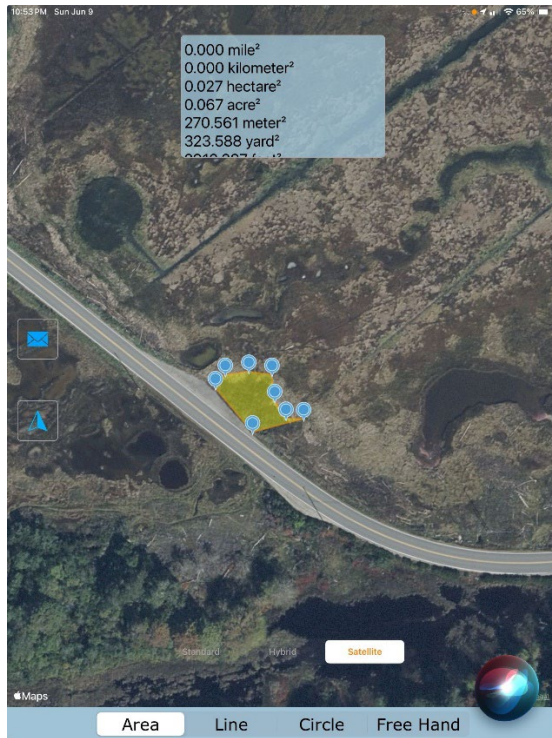 10:53 PM Sun Jun 9
65%
0.000 mile²
0.000 kilometer²
0.027 hectare²
0.067 acre²
270.561 meter²
323.588 yard²
Standard
Hybrid
Satellite
Maps
Area
Line
Circle
Free Hand